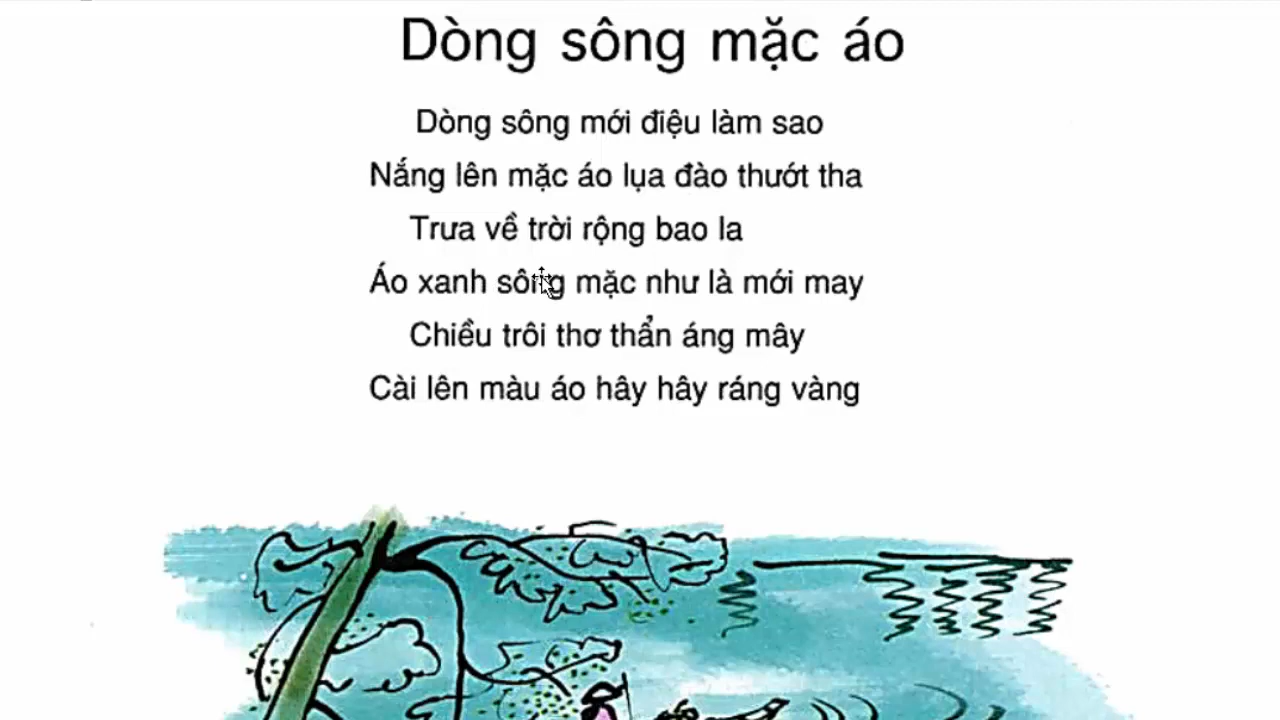 Dòng sông mặc áo
Dòng sông mới điệu làm sao
Nắng lên mặc áo lụa đào thướt tha
Trưa về trời rộng bao la
Áo xanh sông mặc như là mới may
Chiều trôi thơ thẩn áng mây
Cài lên màu áo hây hây ráng vàng